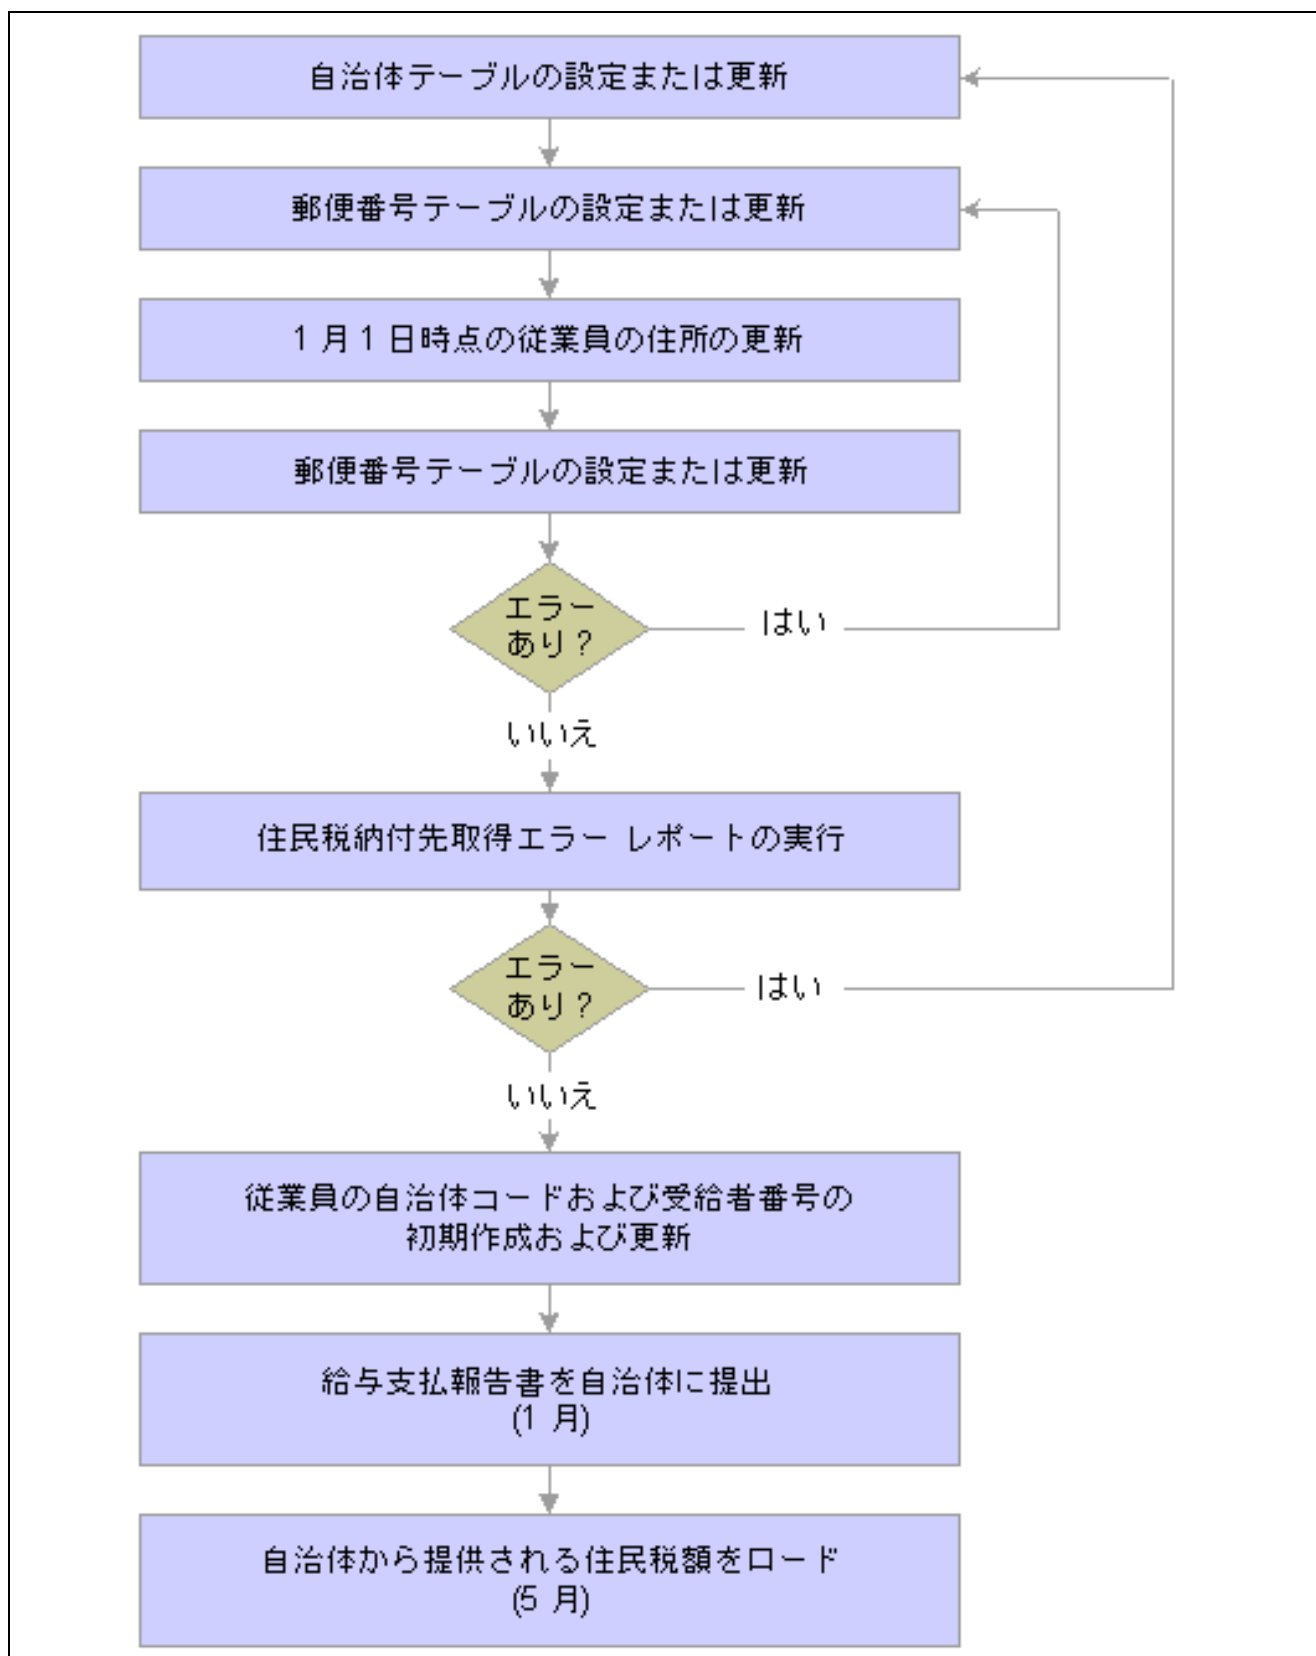 自治体テーブルの設定または更新
郵便番号テーブルの設定または更新
1 月 1 日時点の従業員の住所の更新
郵便番号テーブルの設定または更新
エラー
あり？
はい
いいえ
住民税納付先取得エラー レポートの実行
エラー
あり？
はい
いいえ
従業員の自治体コードおよび受給者番号の
初期作成および更新
給与支払報告書を自治体に提出
(1 月)
自治体から提供される住民税額をロード
(5 月)